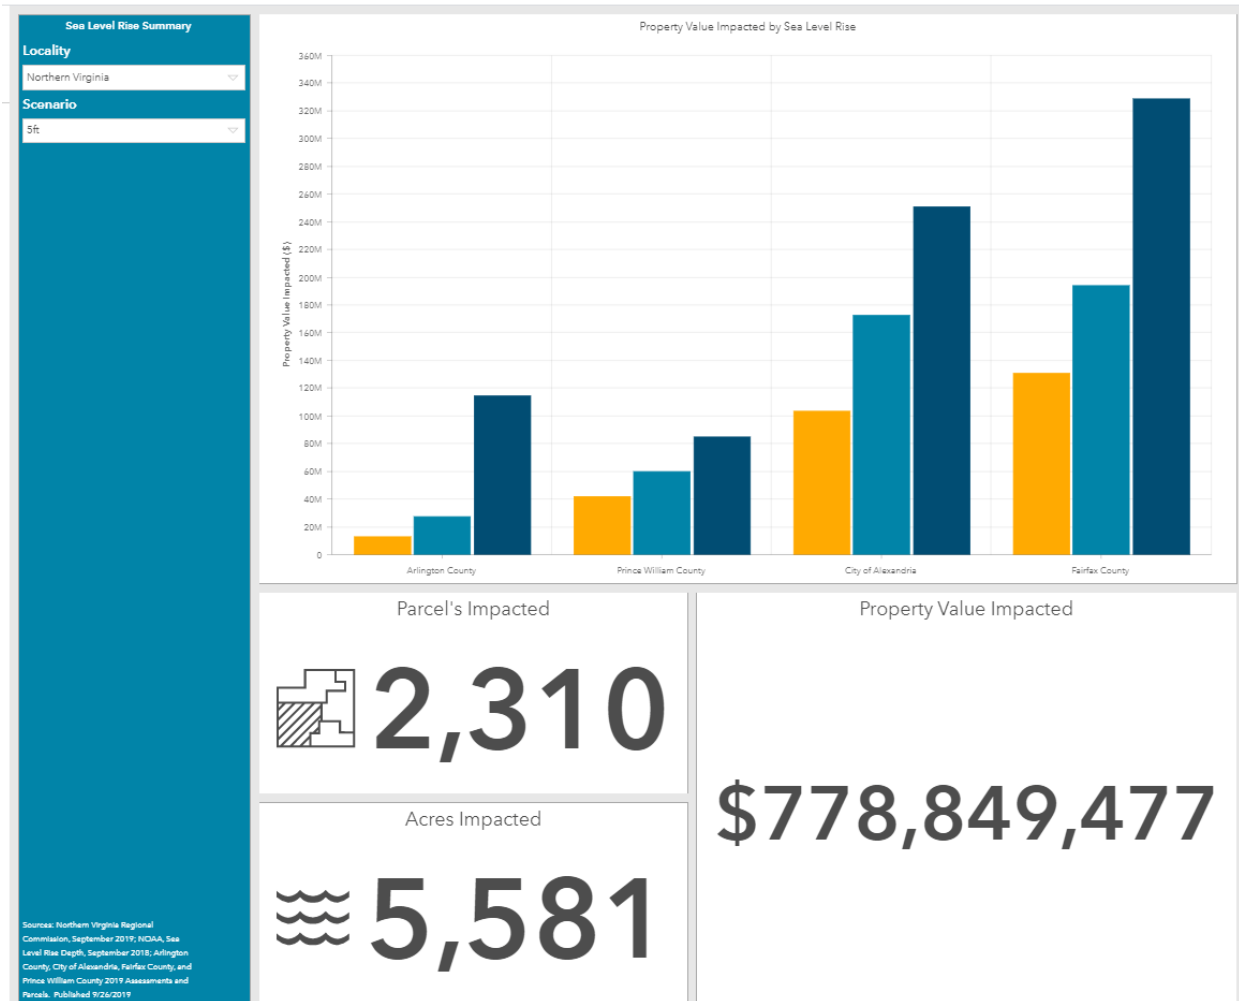 Sea Level Rise Summary
Locality
Northern Virginia
Scenario
5ft
Sources: Northern Virginia Regional
Commission, September 2019; NOAA, Sea
Level Rise Depth, September 2018; Arlington
County, City of Alexandria, Fairfax County, and
Prince William County 2019 Assessments and
Parcels. Published 9/26/2019
Property Value Impacted by Sea Level Rise
Property Value Impacted ($)
360M
340M
320M
300M
280M
260M
240M
220M
200M
180M
160M
140M
120M
100M
80M
60M
40M
20M
0
Arlington County
Prince William County
City of Alexandria
Fairfax County
Parcel's Impacted
2,310
Acres Impacted
5,581
Property Value Impacted
$778,849,477